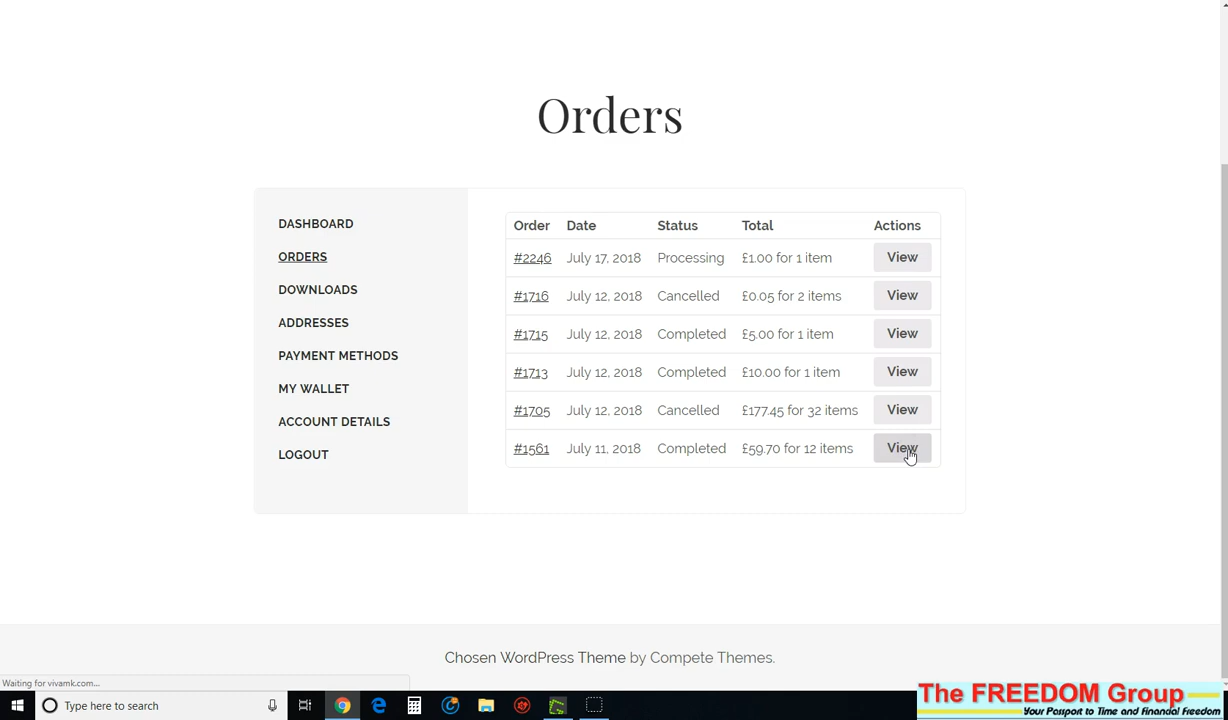 Orders
DASHBOARD
ORDERS
DOWNLOADS
ADDRESSES
PAYMENT METHODS
MY WALLET
ACCOUNT DETAILS
LOGOUT
Order Date Status Total Actions
#2246 July 17, 2018 Processing £1.00 for 1 item View
#1716 July 12, 2018 Cancelled £0.05 for 2 items View
#1715 July 12, 2018 Completed £5.00 for 1 item View
#1713 July 12, 2018 Completed £10.00 for 1 item View
#1705 July 12, 2018 Cancelled £177.45 for 32 items View
#1561 July 11, 2018 Completed £59.70 for 12 items View
Chosen WordPress Theme by Compete Themes.
Waiting for vivamk.com...
Type here to search
The FREEDOM Group
Your Passport to Time and Financial Freedom